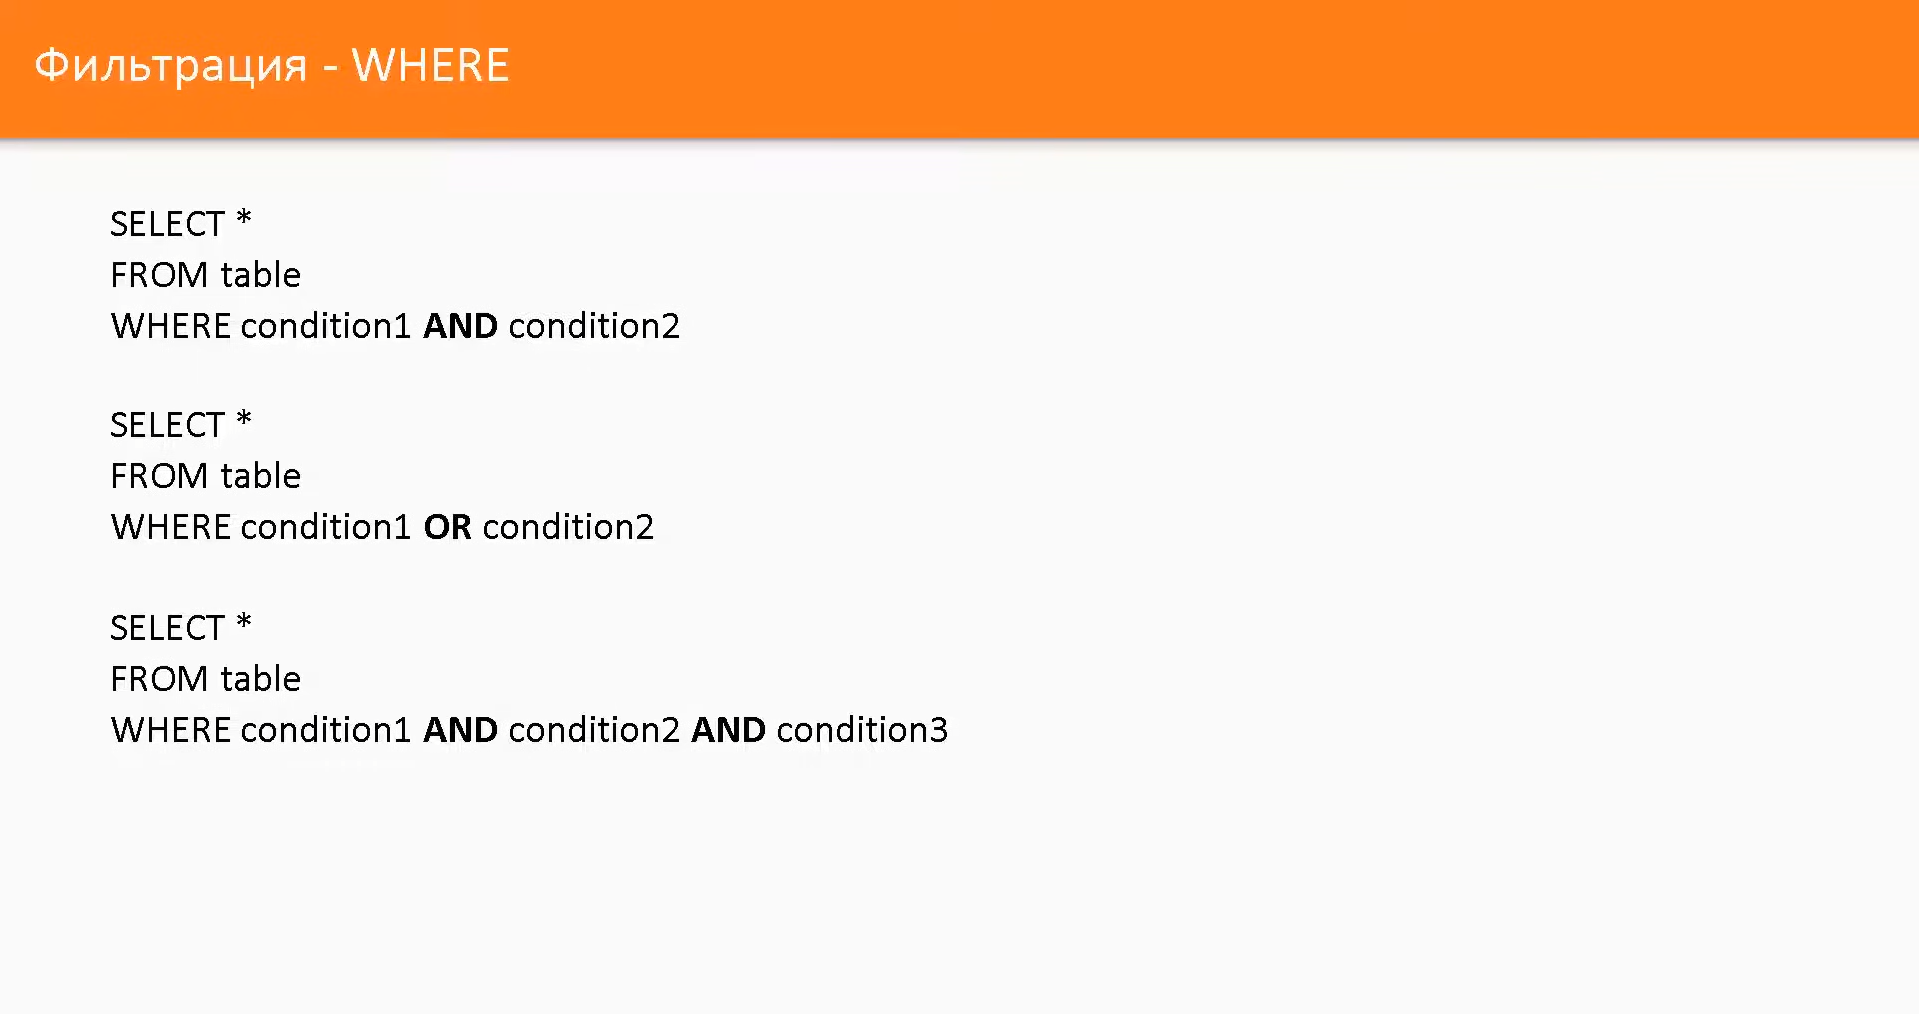 Фильтрация - WHERE
SELECT *
FROM table
WHERE condition1 AND condition2
SELECT *
FROM table
WHERE condition1 OR condition2
SELECT *
FROM table
WHERE condition1 AND condition2 AND condition3